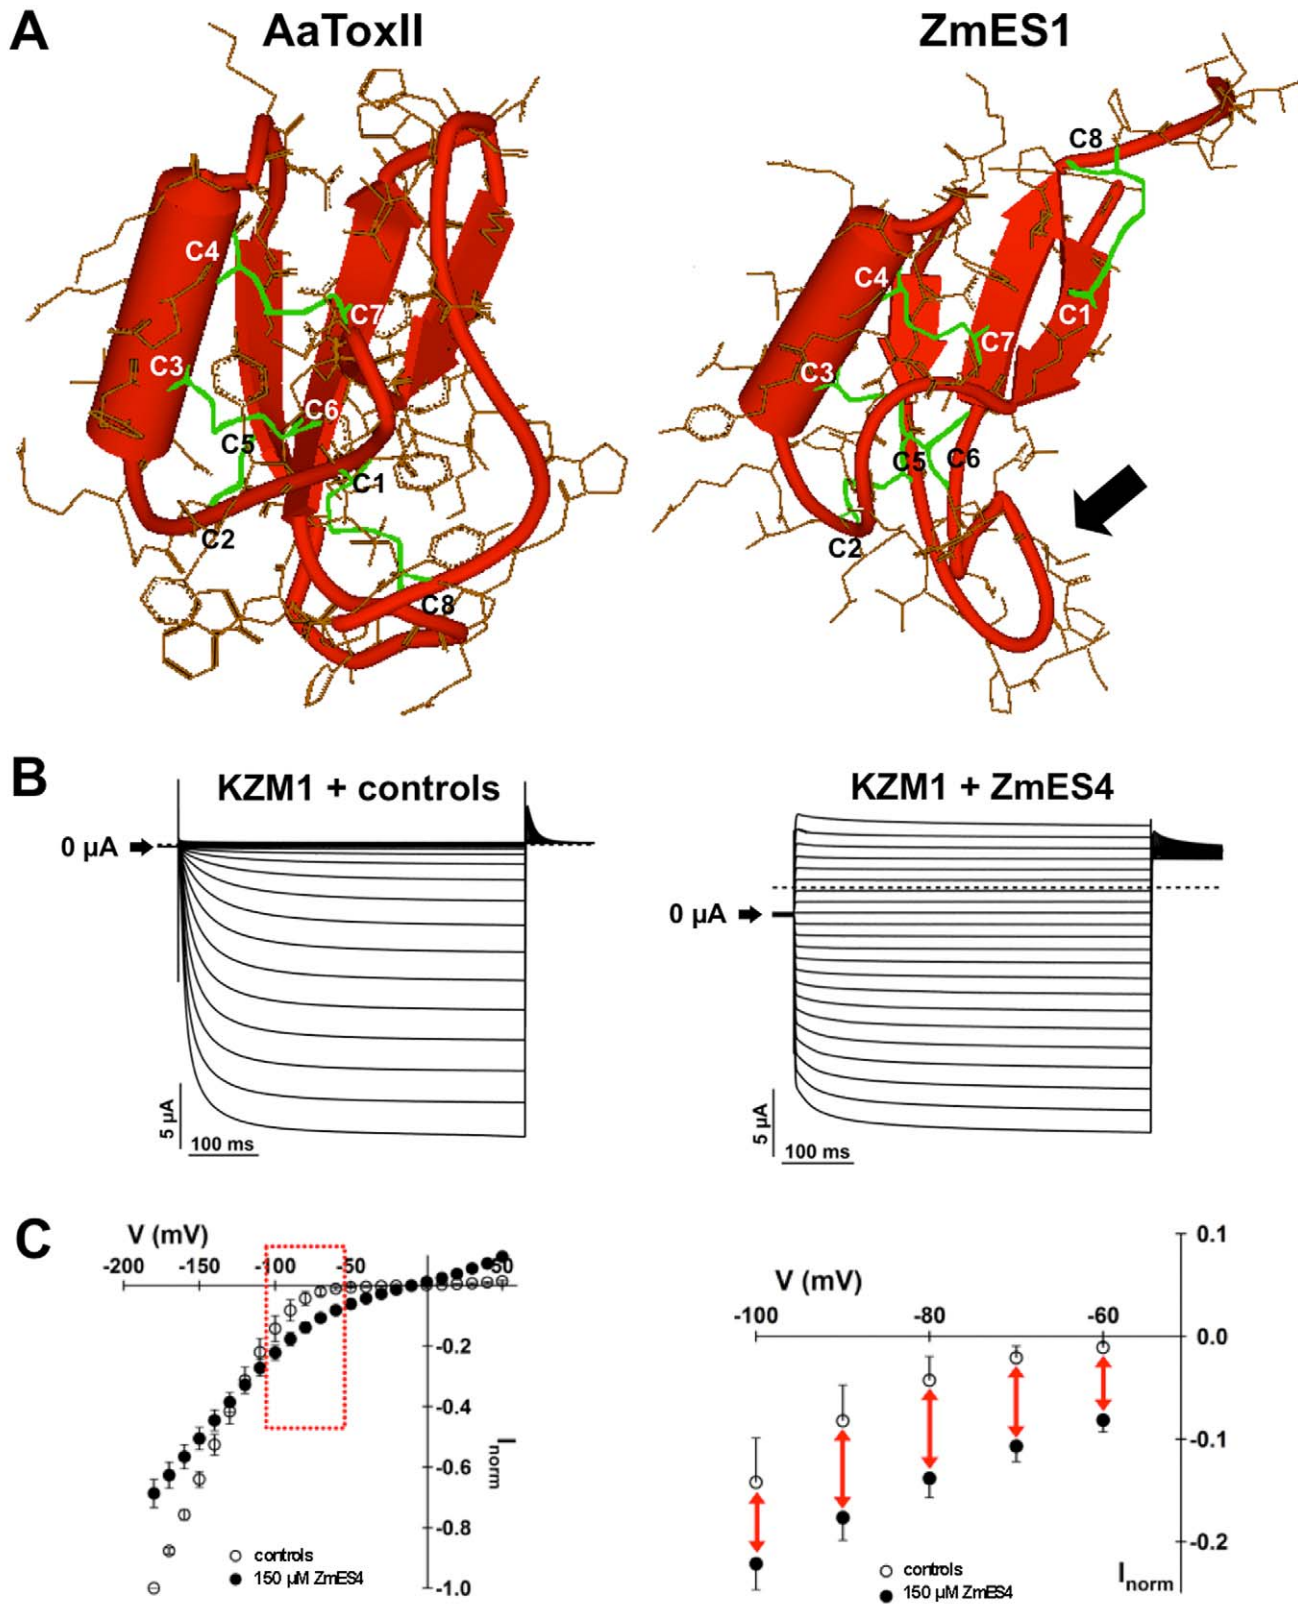 A
AaToxII
ZmES1
C8
C4
C7
C3
C6
C5
C1
C2
C8
C4
C7
C1
C3
C5
C6
C2
B
KZM1 + controls
KZM1 + ZmES4
0 µA
0 µA
5 µA
100 ms
5 µA
100 ms
C
V (mV)
-200
-150
-100
-50
50
-0.2
-0.4
-0.6
-0.8
-1.0
Inorm
controls
150 µM ZmES4
V (mV)
-100
-80
-60
0.1
0.0
-0.1
-0.2
Inorm
controls
150 µM ZmES4